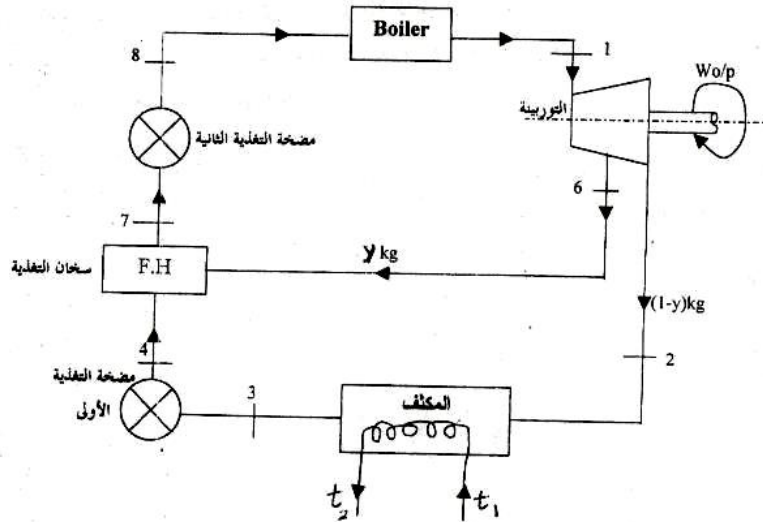 8
Boiler
1
Wo/p
التوربينة
مضخة التغذية الثانية
6
7
سخان التغذية
F.H
y kg
(1-y)kg
4
2
مضخة التغذية
الأولى
3
المكثف
t₂
t₁